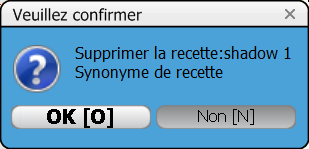 Veuillez confirmer
Supprimer la recette:shadow 1
Synonyme de recette
OK [O]
Non [N]